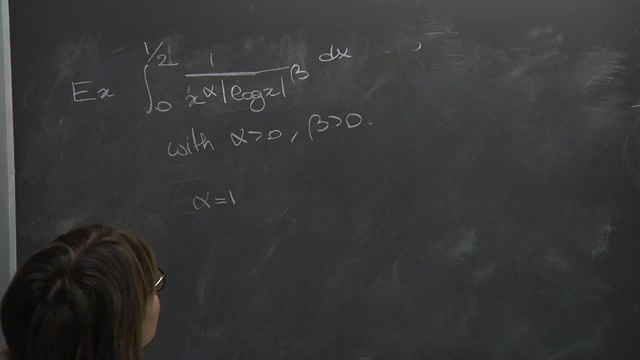 Ex ∫₀^{1/2} 1/(x^α |log x|^β) dx
with α>0, β>0.
α=1